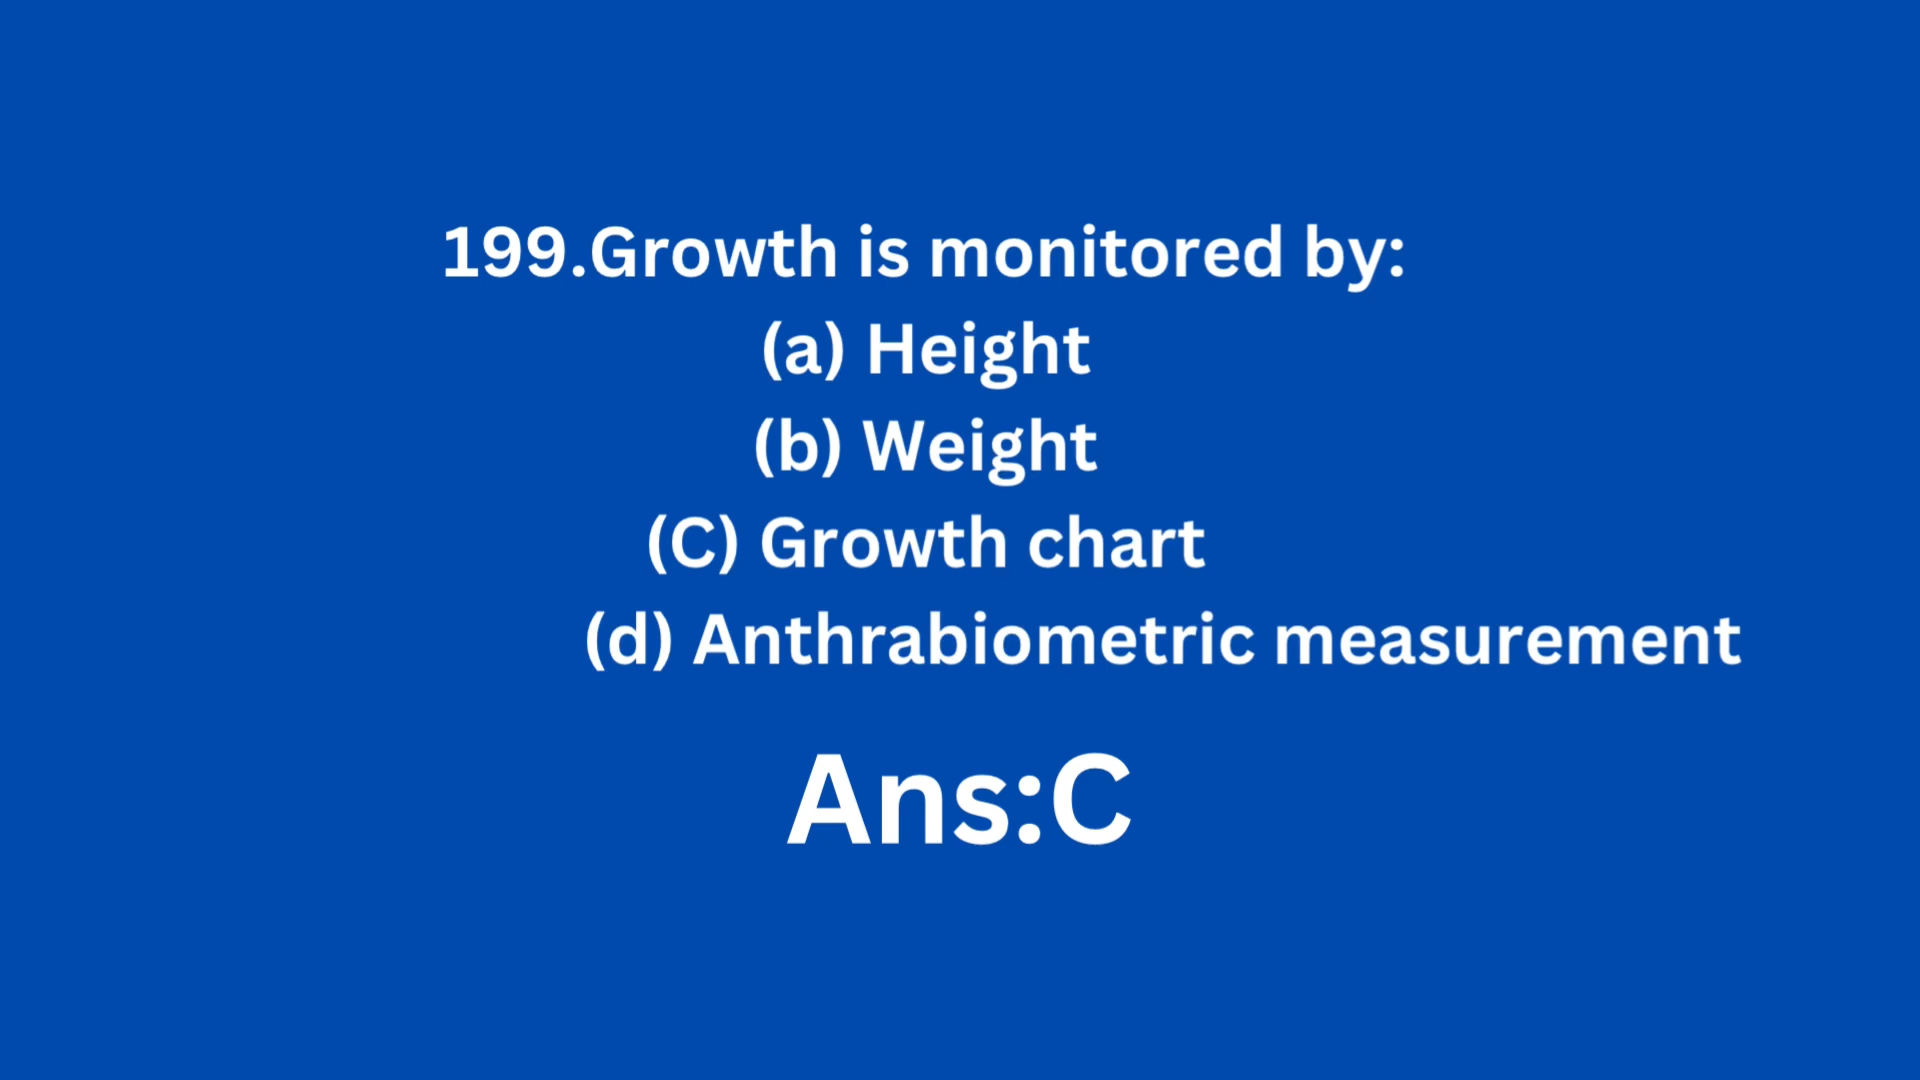 199.Growth is monitored by:
(a) Height
(b) Weight
(C) Growth chart
(d) Anthrabiometric measurement
Ans:C